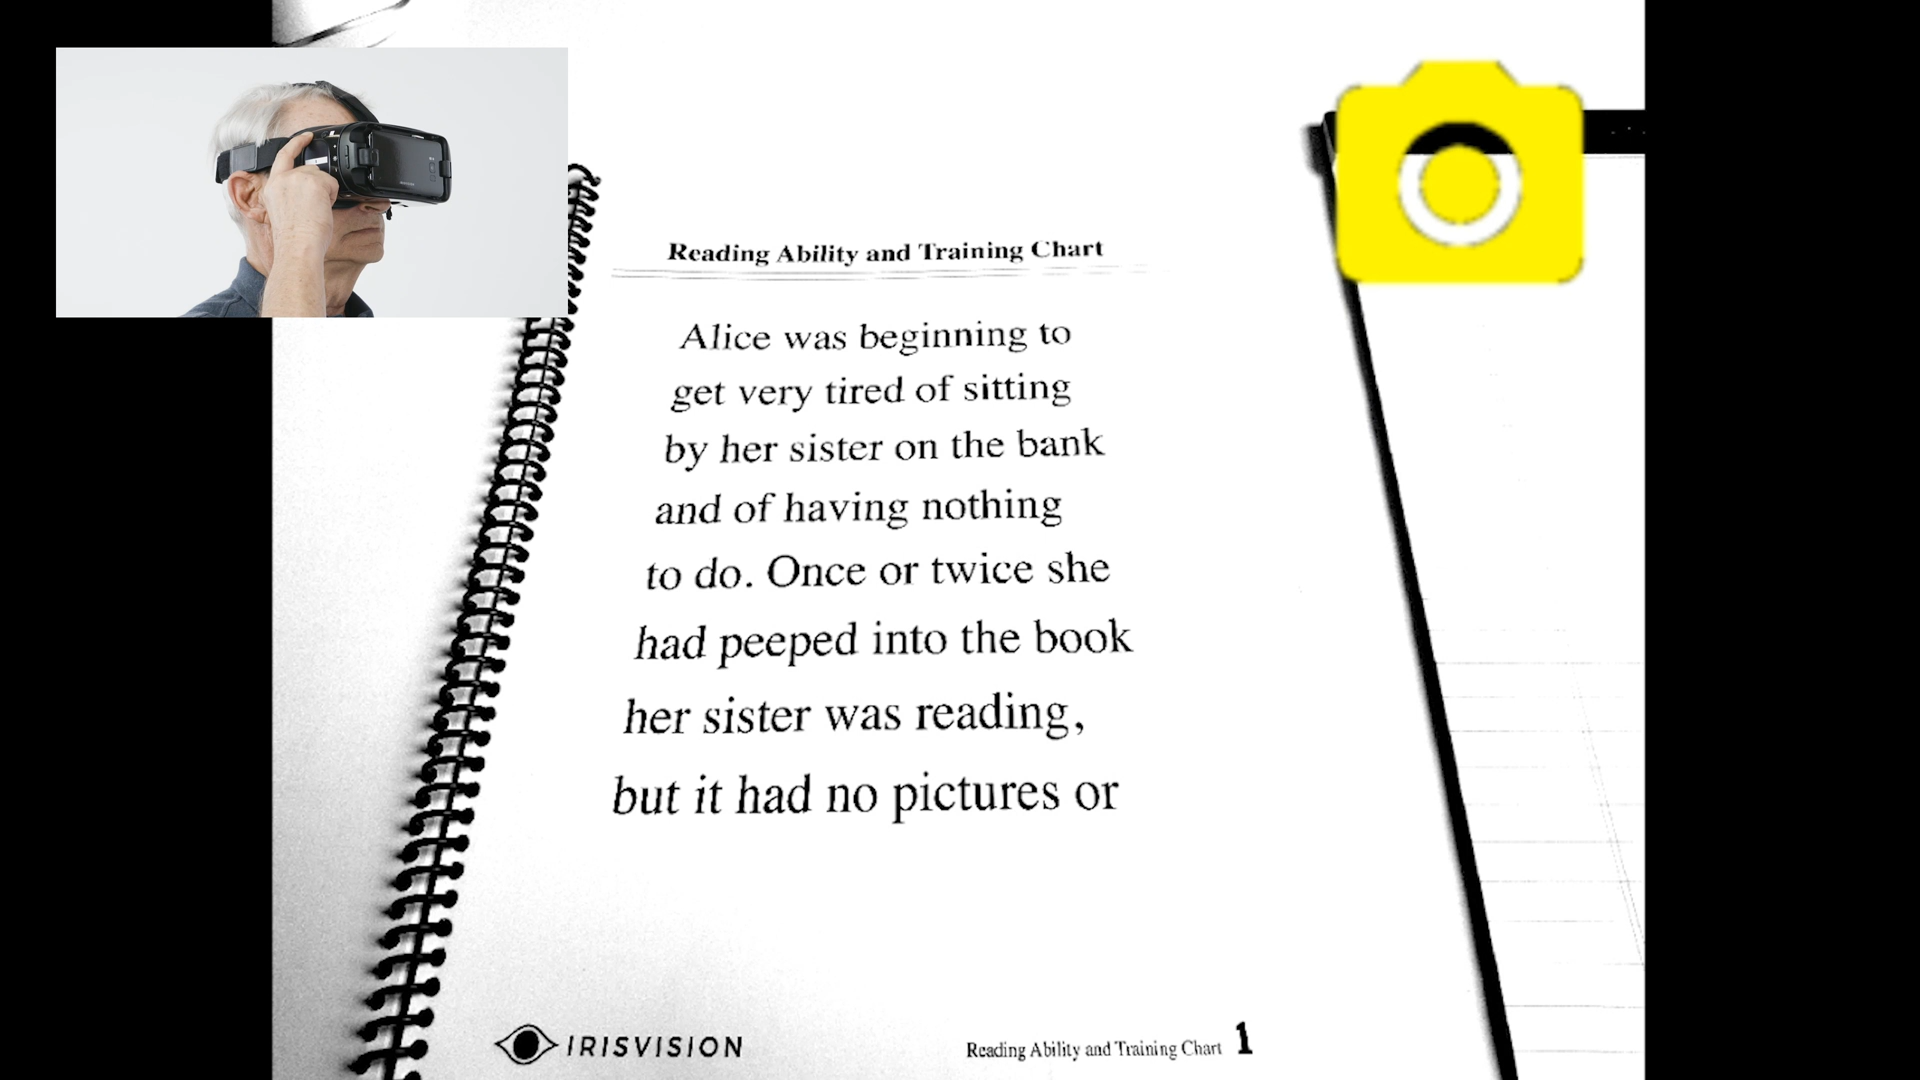 Reading Ability and Training Chart
Alice was beginning to
get very tired of sitting
by her sister on the bank
and of having nothing
to do. Once or twice she
had peeped into the book
her sister was reading,
but it had no pictures or
IRISVISION
Reading Ability and Training Chart 1